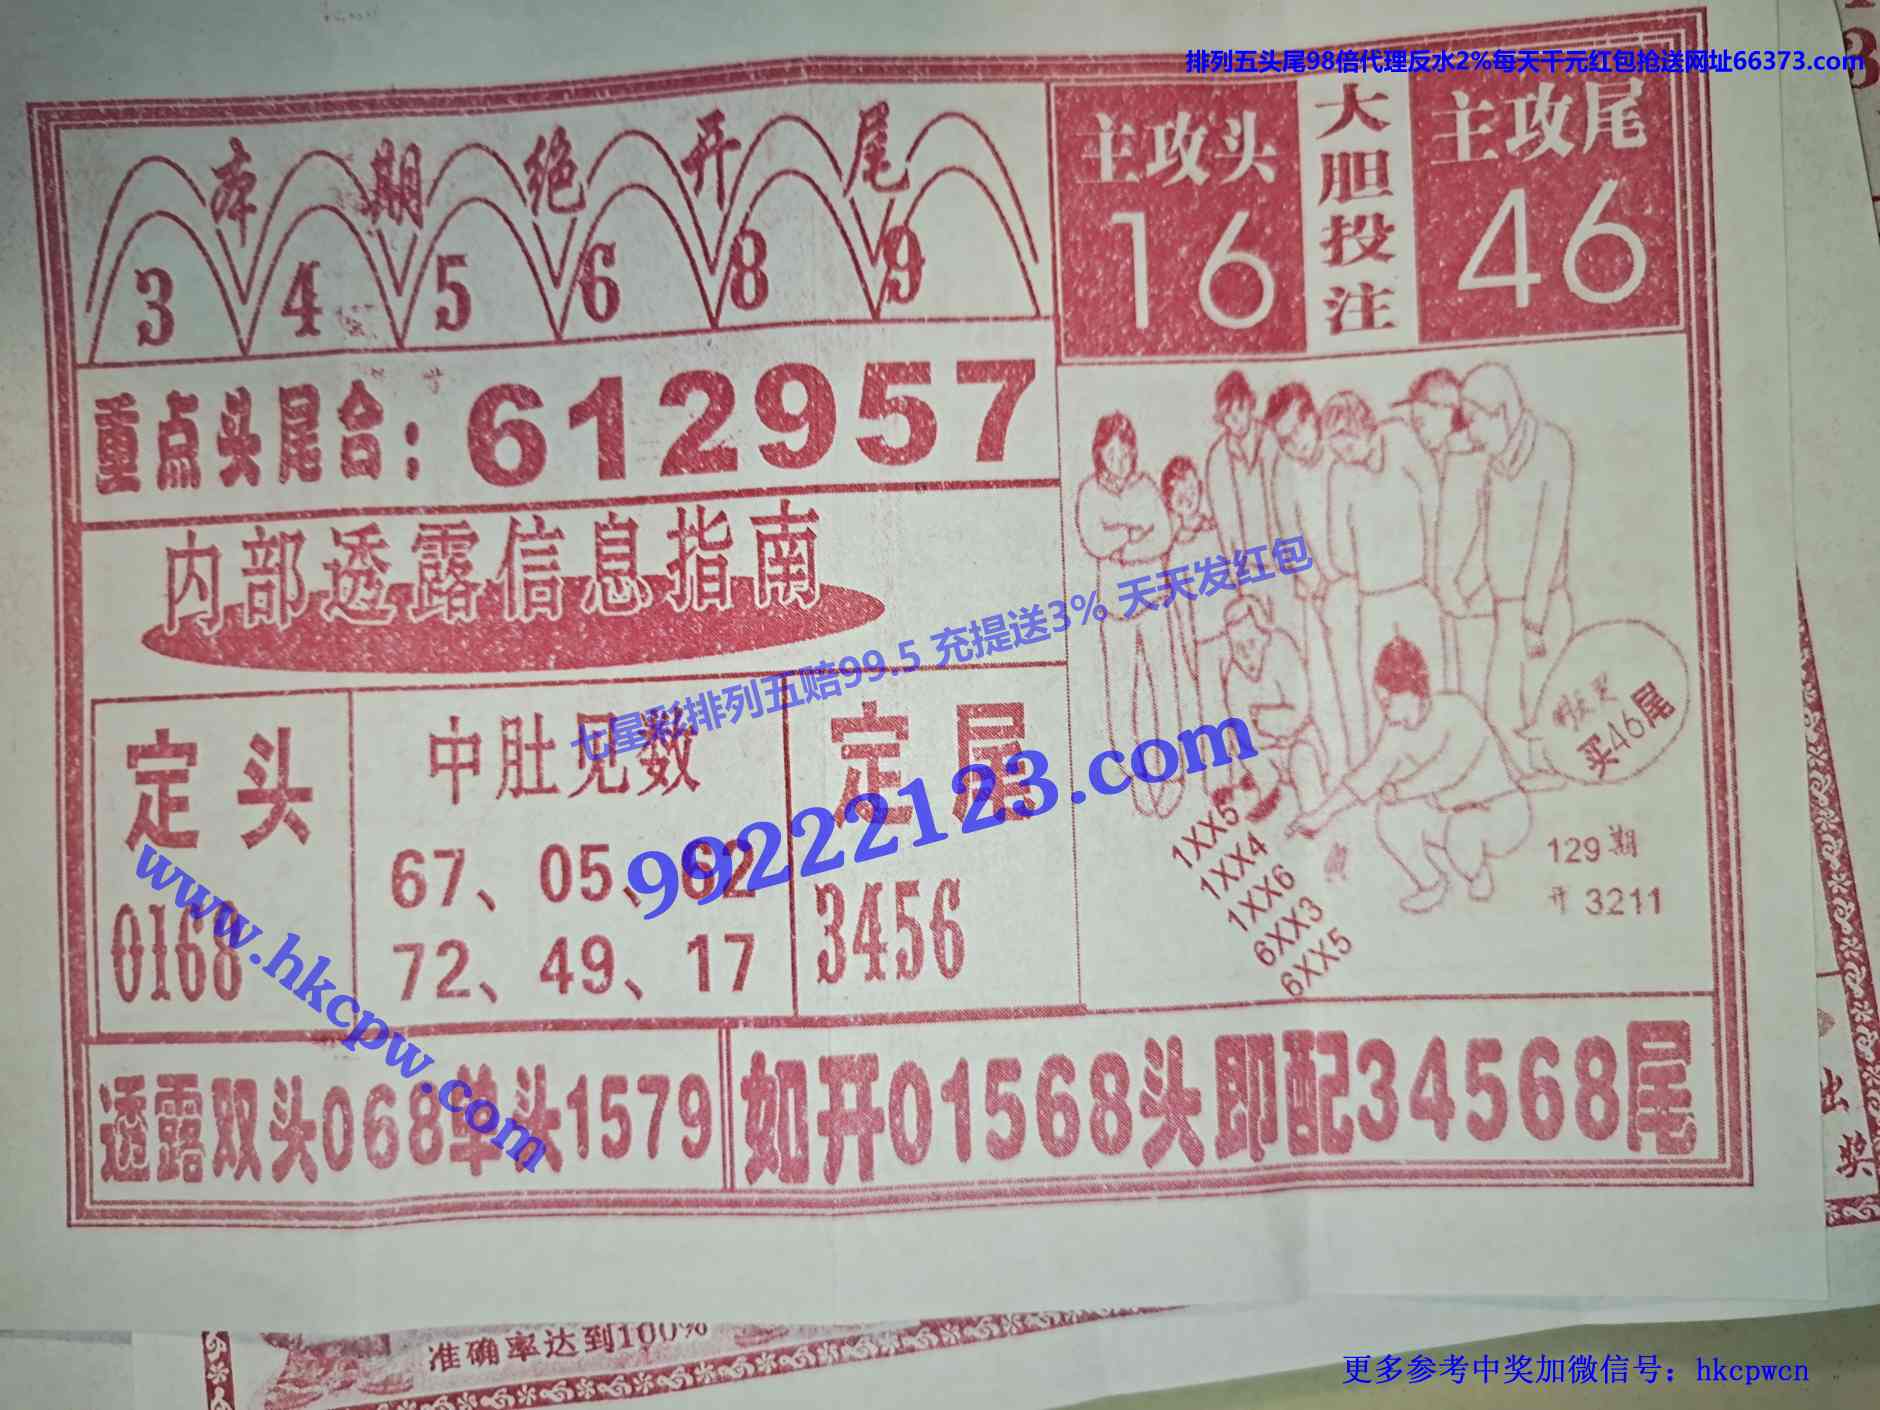 排列五头尾98倍代理反水2%每天千元红包抢送网址66373.com
本期绝开尾
3 4 5 6 8 9
主攻头
16
大胆投注
主攻尾
46
重点头尾合：612957
内部透露信息指南
七星彩排列五赔99.5 充提送3% 天天发红包
99222123.com
定头
0168
中肚见数
67、05、62
72、49、17
定尾
3456
买46尾
1XX5
1XX4
1XX6
6XX3
6XX5
129期
开 3211
www.hkcpw.com
透露双头068单头1579
如开01568头即配34568尾
出
奖
准确率达到100%
更多参考中奖加微信号：hkcpwcn